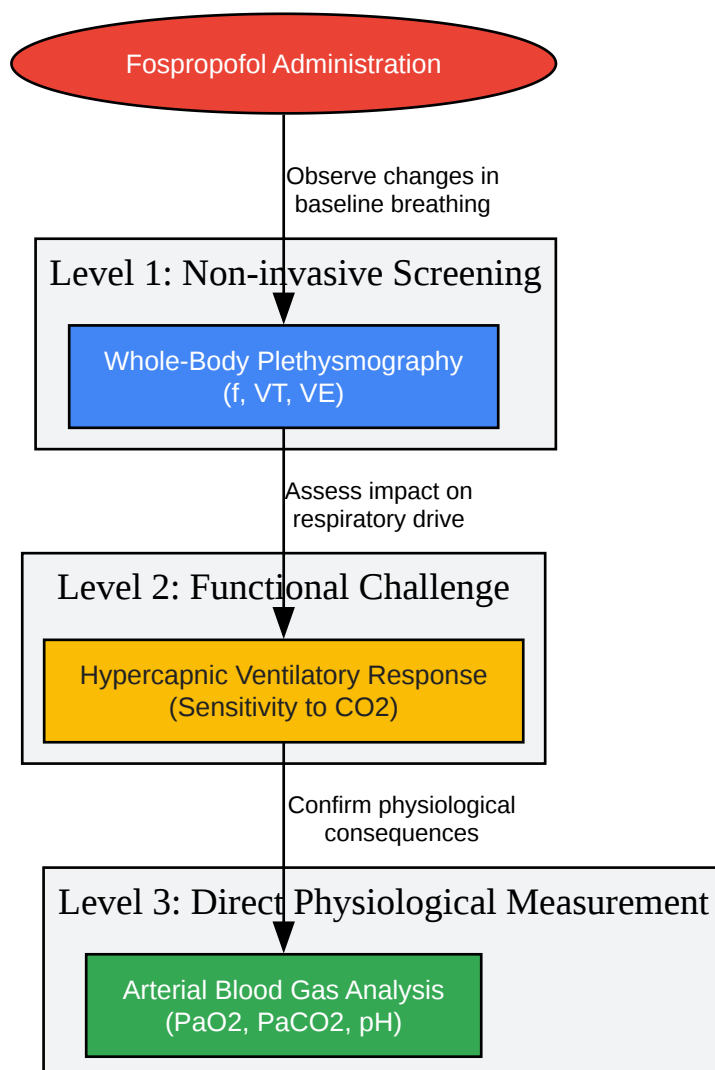 Fospropofol Administration
Observe changes in
baseline breathing
Level 1: Non-invasive Screening
Whole-Body Plethysmography
(f, VT, VE)
Assess impact on
respiratory drive
Level 2: Functional Challenge
Hypercapnic Ventilatory Response
(Sensitivity to CO2)
Confirm physiological
consequences
Level 3: Direct Physiological Measurement
Arterial Blood Gas Analysis
(PaO2, PaCO2, pH)